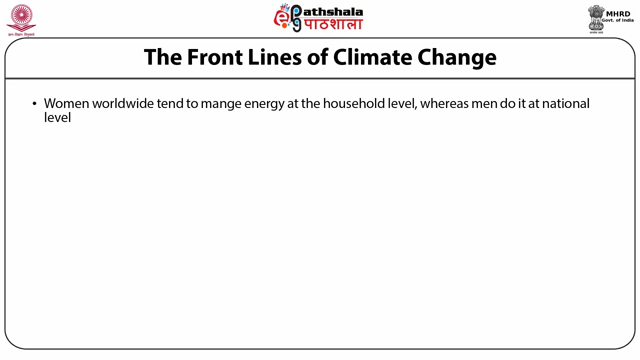 ePathshala
पाठशाला
MHRD
Govt. of India
The Front Lines of Climate Change
• Women worldwide tend to mange energy at the household level, whereas men do it at national
level